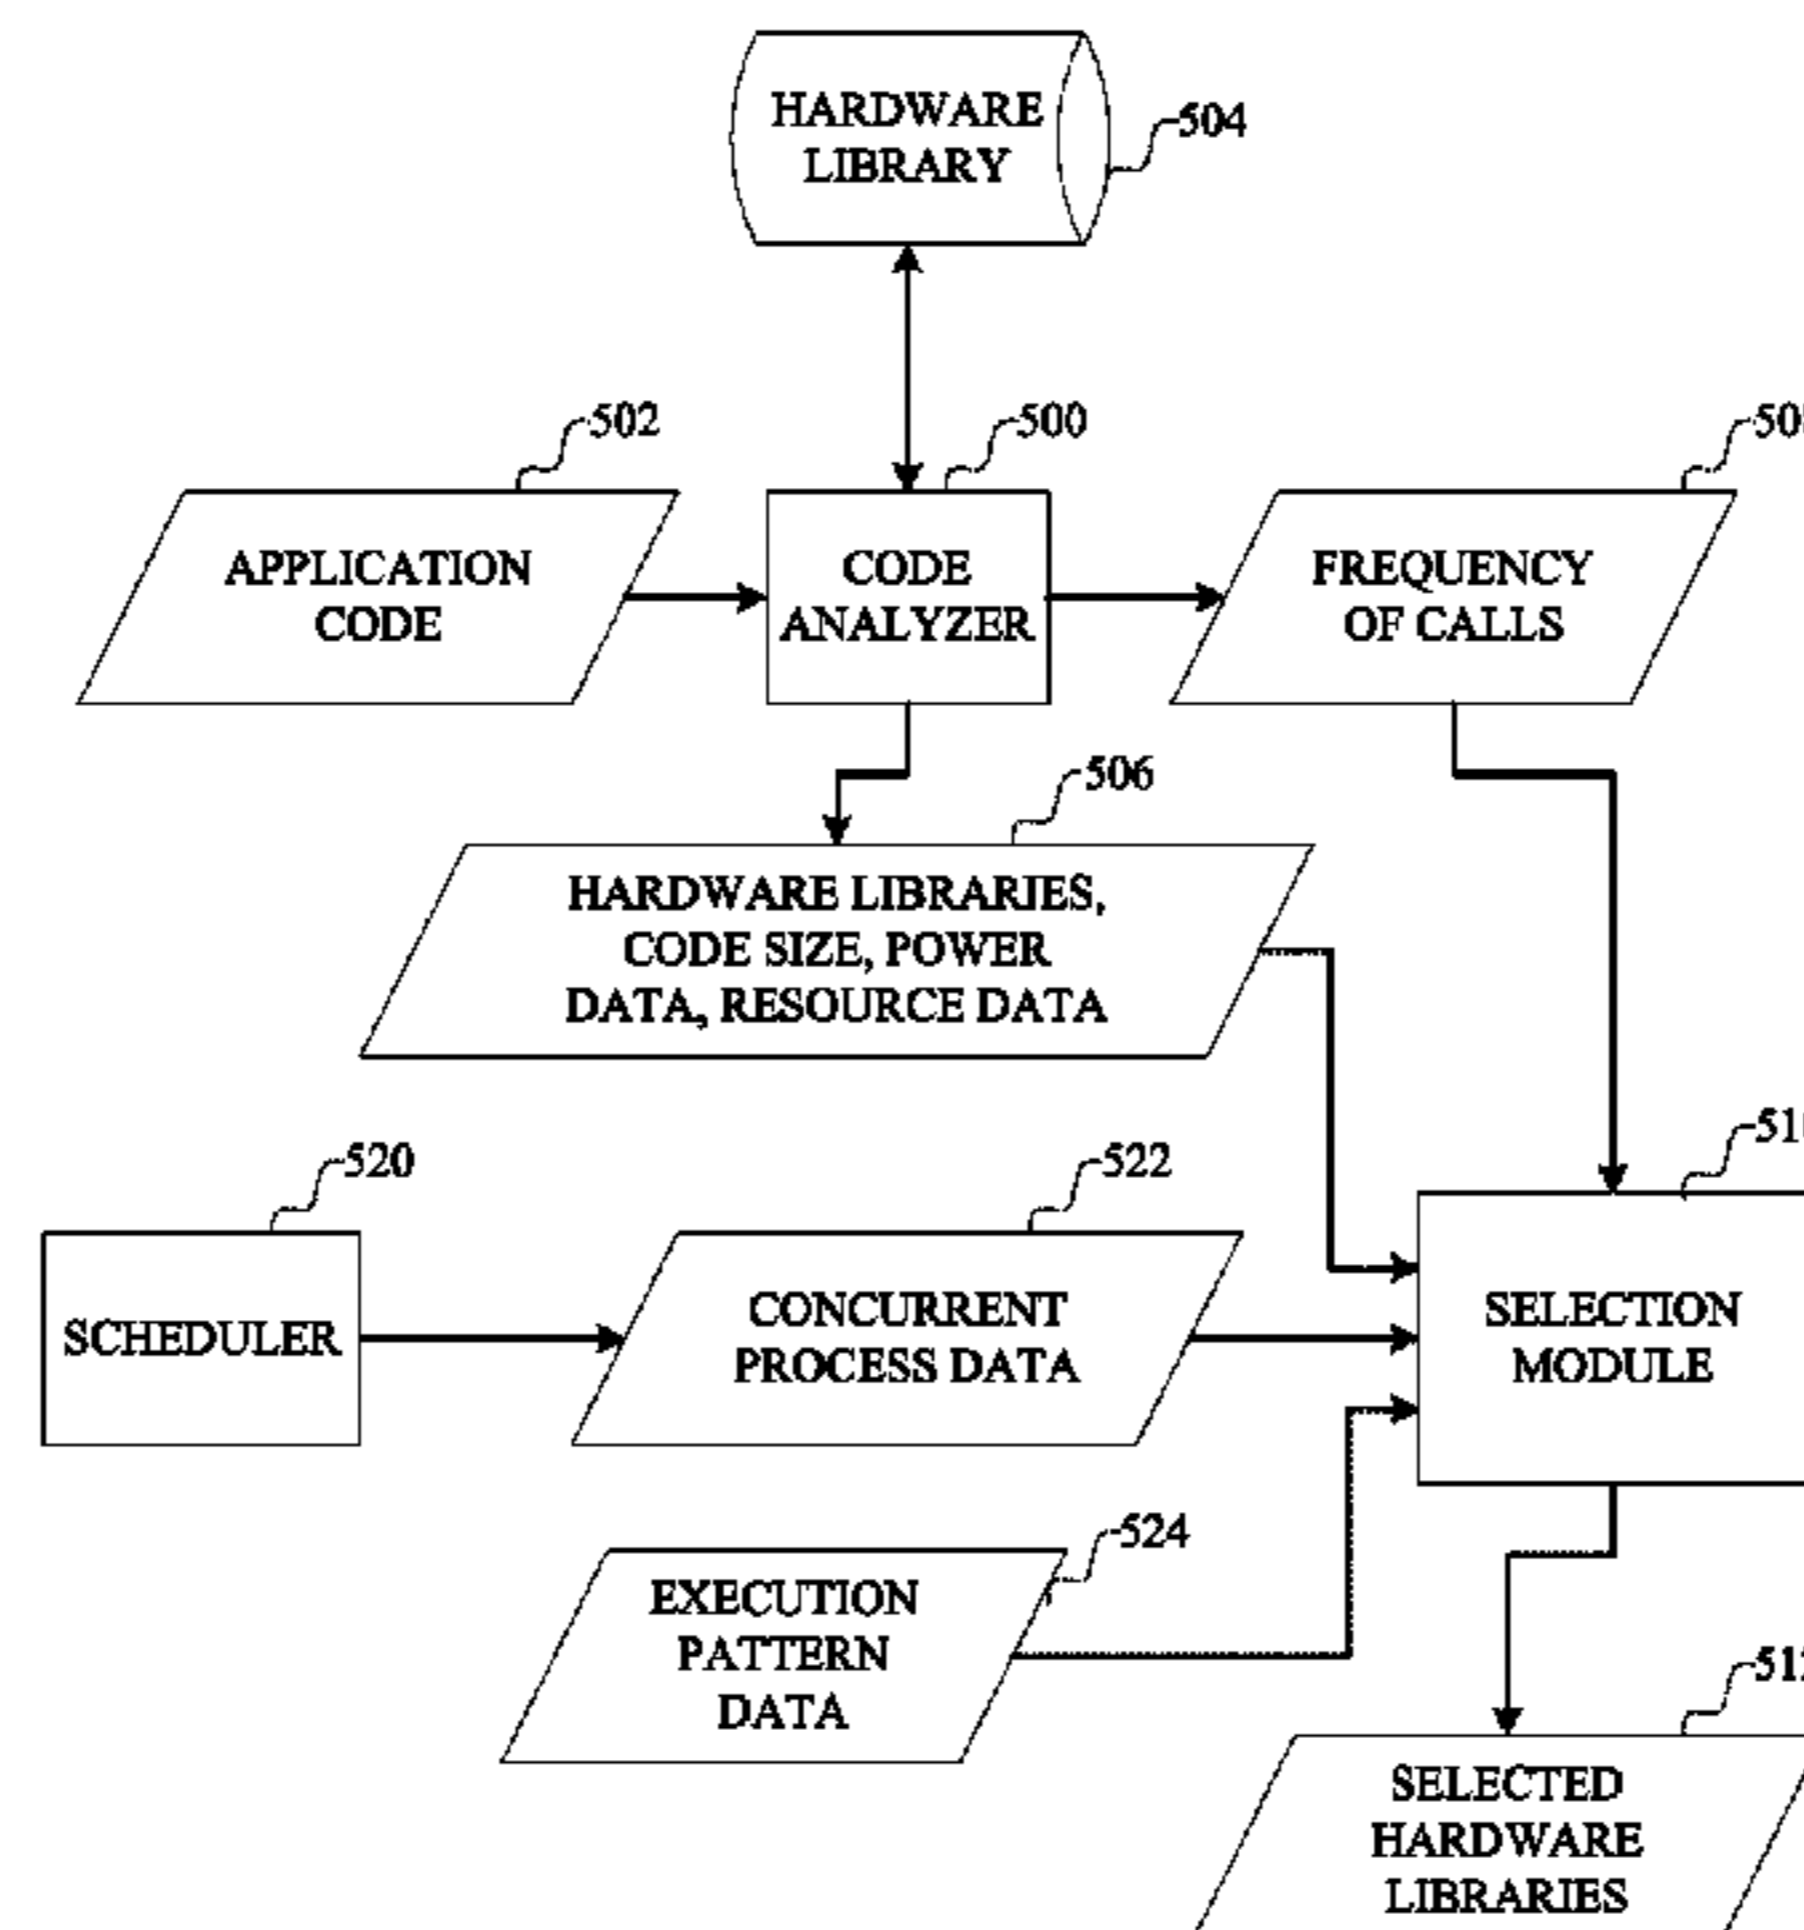 HARDWARE
LIBRARY
504
502
500
APPLICATION
CODE
CODE
ANALYZER
FREQUENCY
OF CALLS
506
HARDWARE LIBRARIES,
CODE SIZE, POWER
DATA, RESOURCE DATA
520
522
SCHEDULER
CONCURRENT
PROCESS DATA
SELECTION
MODULE
524
EXECUTION
PATTERN
DATA
SELECTED
HARDWARE
LIBRARIES